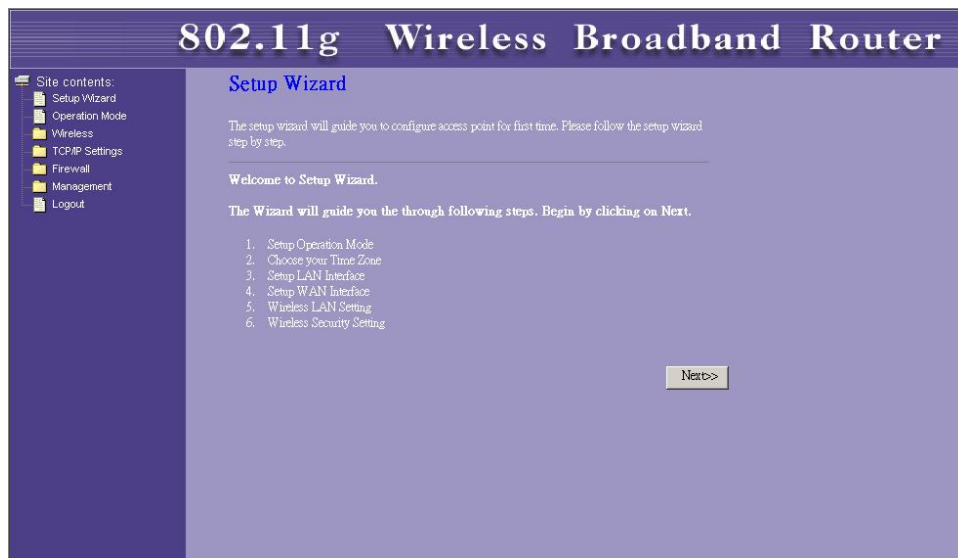 802.11g Wireless Broadband Router
Site contents:
Setup Wizard
Operation Mode
Wireless
TCP/IP Settings
Firewall
Management
Logout
Setup Wizard
The setup wizard will guide you to configure access point for first time. Please follow the setup wizard
step by step.
Welcome to Setup Wizard.
The Wizard will guide you the through following steps. Begin by clicking on Next.
1. Setup Operation Mode
2. Choose your Time Zone
3. Setup LAN Interface
4. Setup WAN Interface
5. Wireless LAN Setting
6. Wireless Security Setting
Next>>